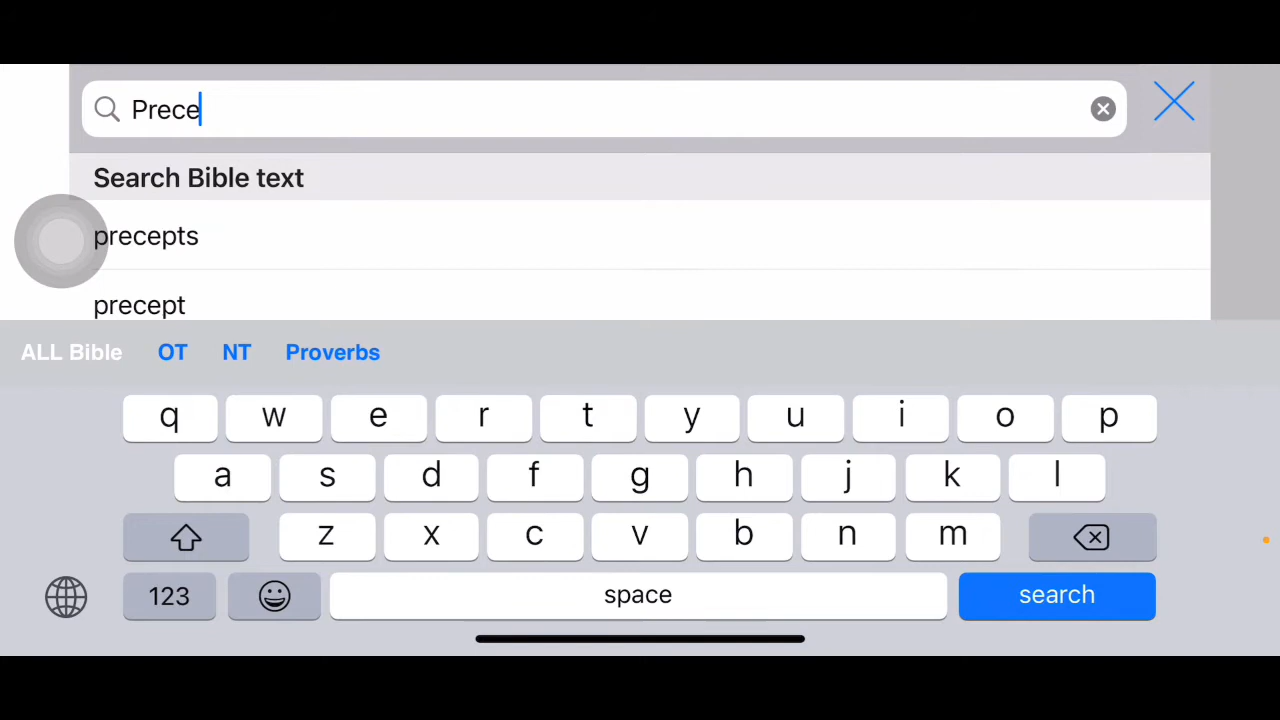 Prece
Search Bible text
precepts
precept
ALL Bible OT NT Proverbs
q w e r t y u i o p
a s d f g h j k l
z x c v b n m
123 space search